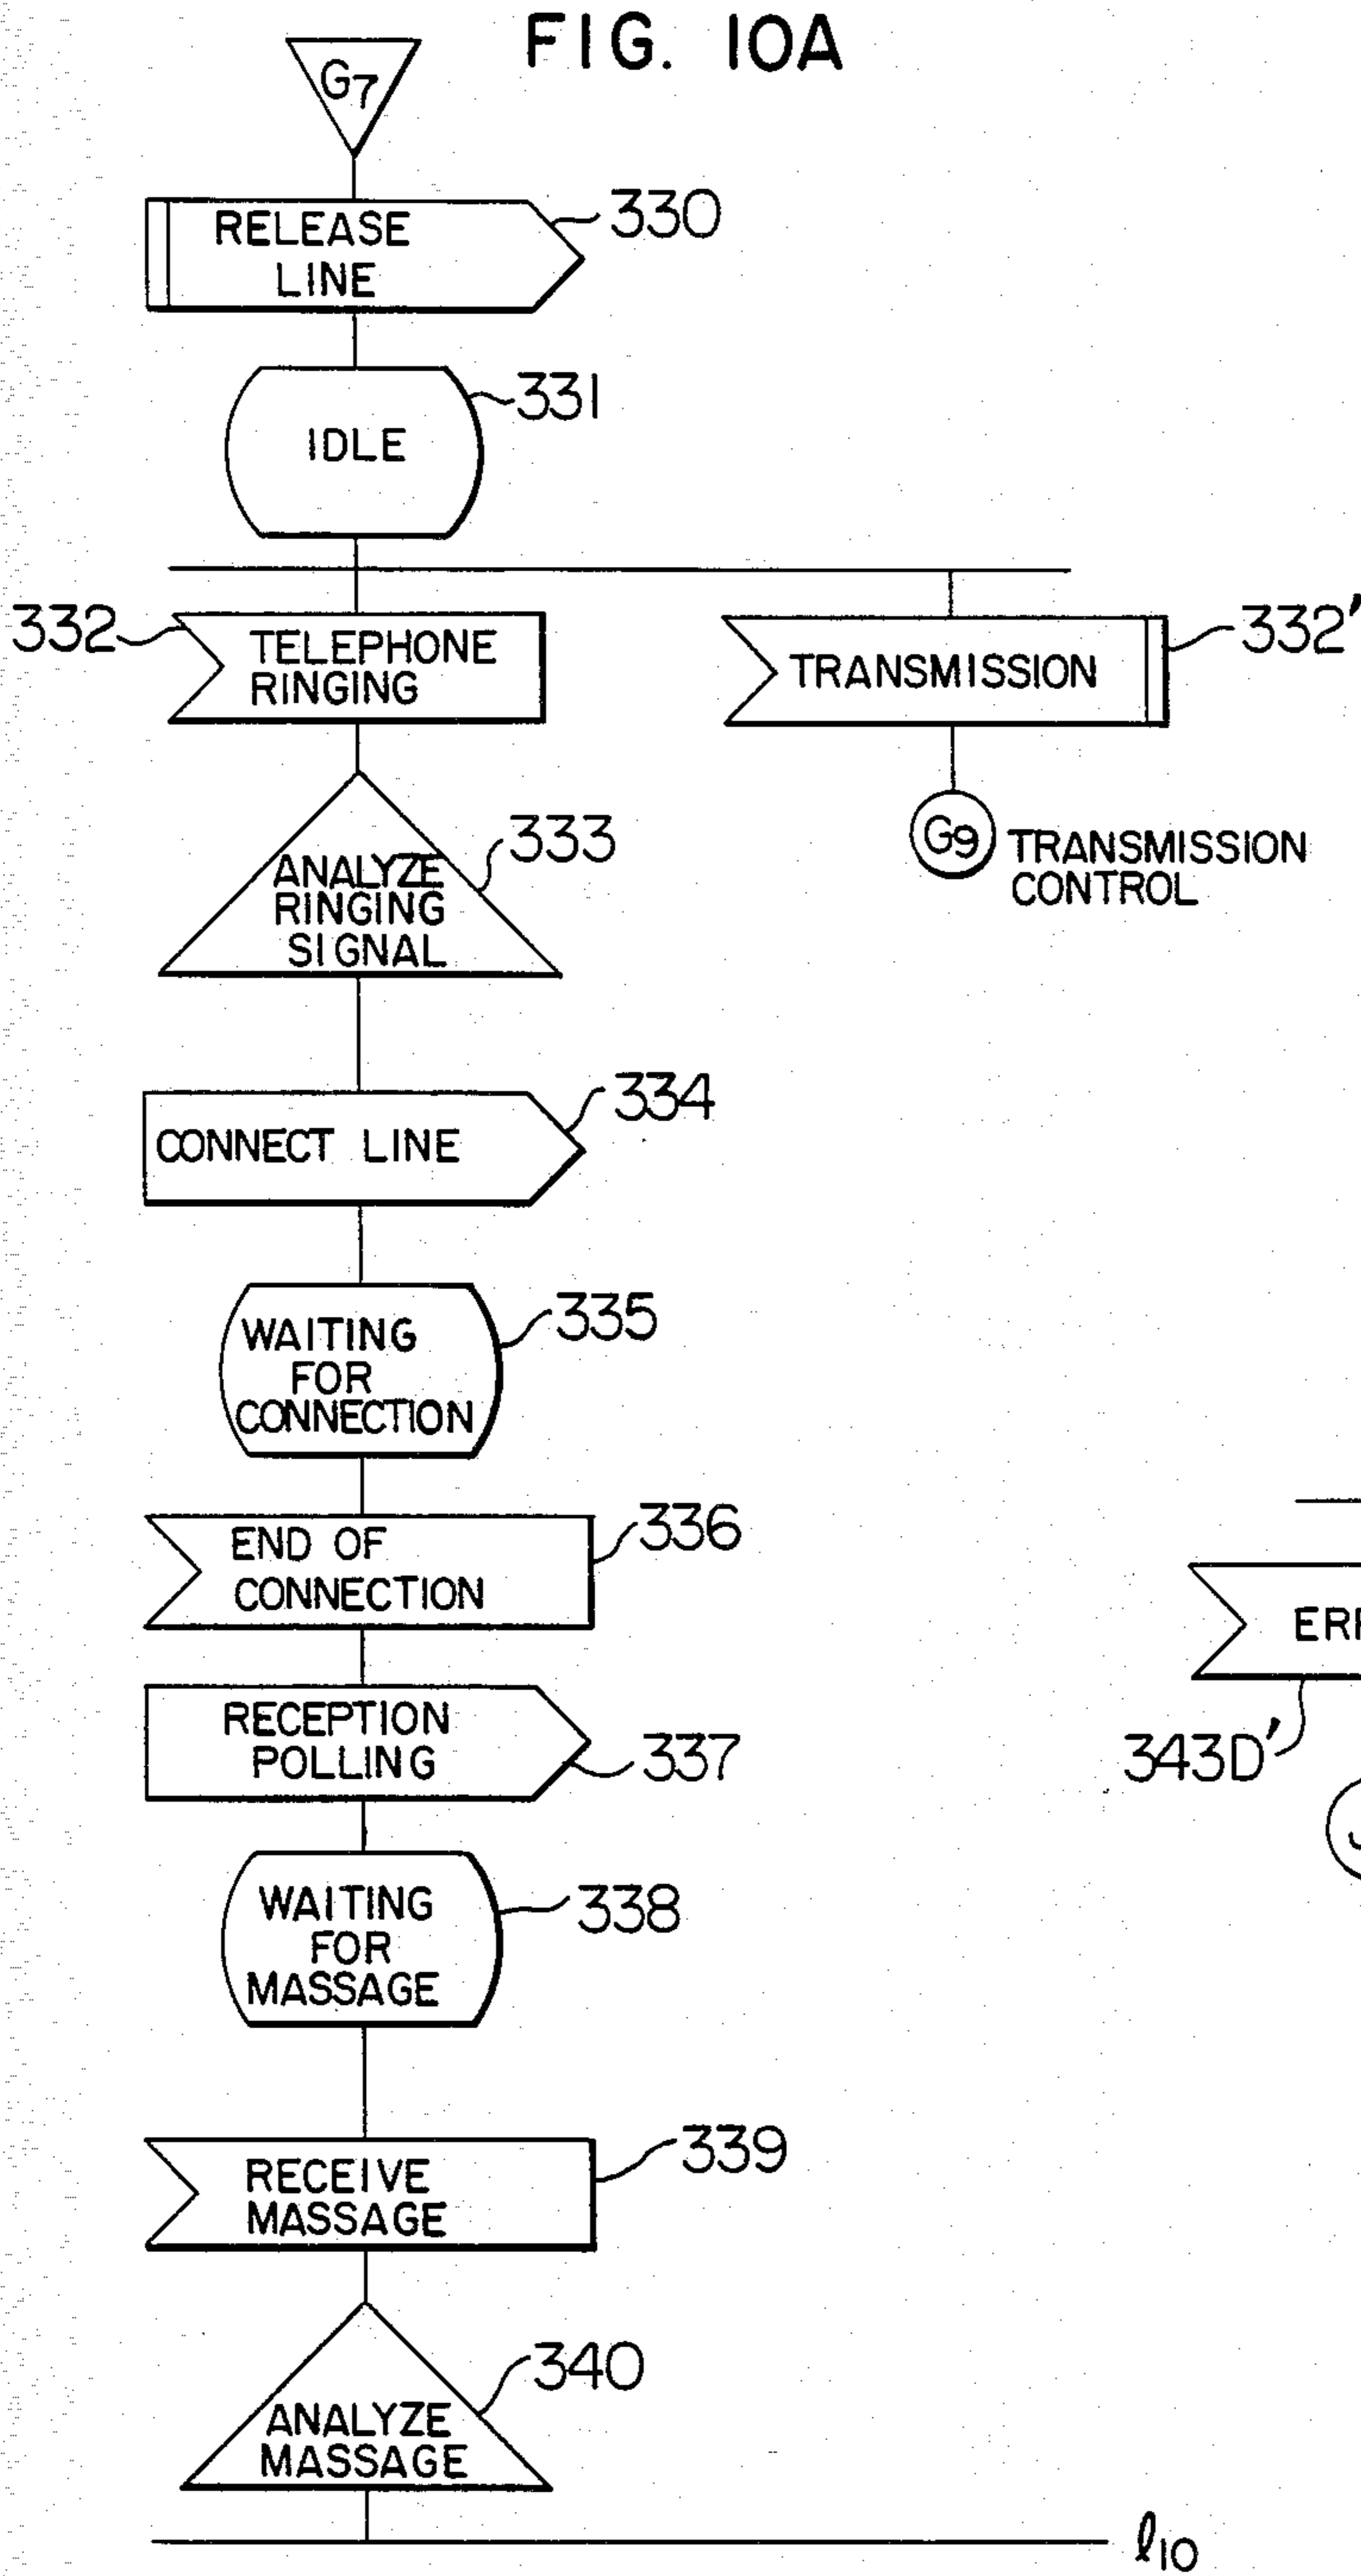 FIG. 10A
G7
RELEASE
LINE
330
IDLE
331
332
TELEPHONE
RINGING
TRANSMISSION
332'
ANALYZE
RINGING
SIGNAL
333
G9
TRANSMISSION
CONTROL
CONNECT LINE
334
WAITING
FOR
CONNECTION
335
END OF
CONNECTION
336
ERR
343D'
RECEPTION
POLLING
337
WAITING
FOR
MASSAGE
338
RECEIVE
MASSAGE
339
ANALYZE
MASSAGE
340
l10